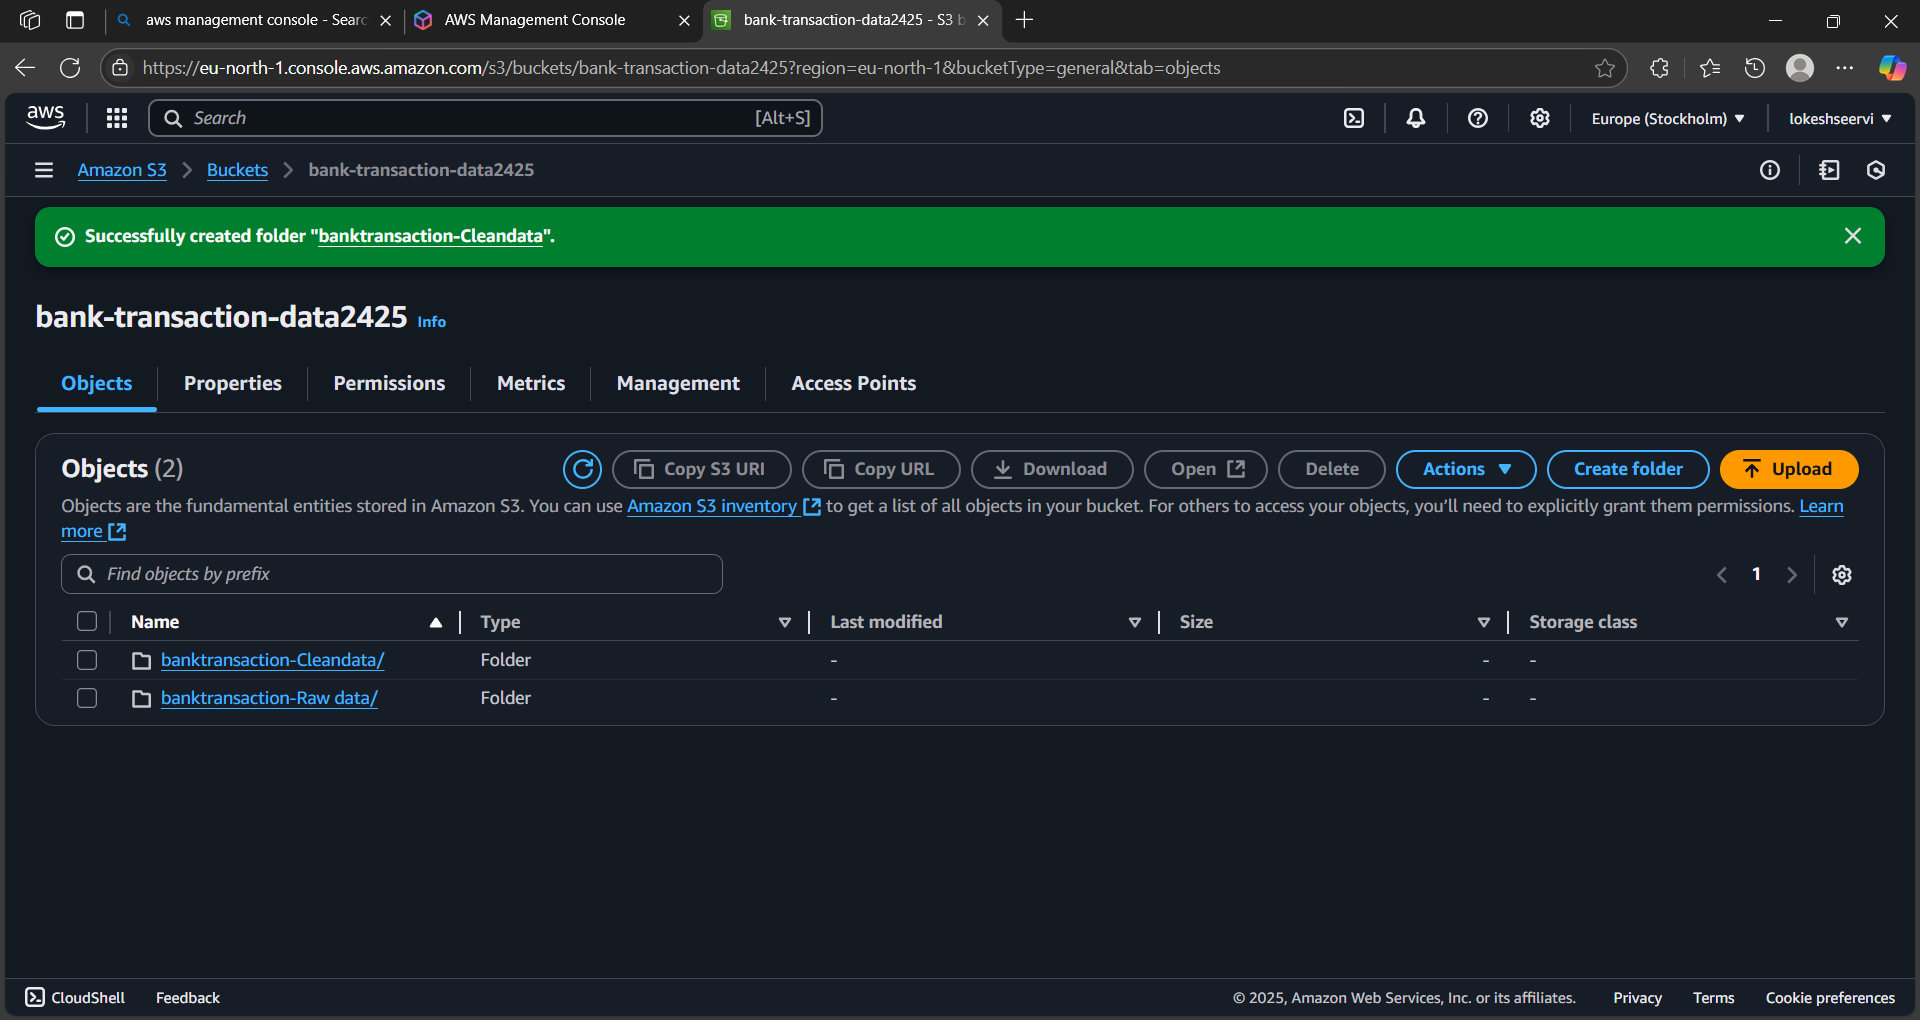 aws management console - Searc
AWS Management Console
bank-transaction-data2425 - S3 b
https://eu-north-1.console.aws.amazon.com/s3/buckets/bank-transaction-data2425?region=eu-north-1&bucketType=general&tab=objects
aws
Search
[Alt+S]
Europe (Stockholm)
lokeshseervi
Amazon S3
Buckets
bank-transaction-data2425
Successfully created folder "banktransaction-Cleandata".
bank-transaction-data2425 Info
Objects
Properties
Permissions
Metrics
Management
Access Points
Objects (2)
Copy S3 URI
Copy URL
Download
Open
Delete
Actions
Create folder
Upload
Objects are the fundamental entities stored in Amazon S3. You can use Amazon S3 inventory to get a list of all objects in your bucket. For others to access your objects, you'll need to explicitly grant them permissions. Learn
more
Find objects by prefix
1
Name
Type
Last modified
Size
Storage class
banktransaction-Cleandata/
Folder
-
-
-
banktransaction-Raw data/
Folder
-
-
-
CloudShell
Feedback
© 2025, Amazon Web Services, Inc. or its affiliates.
Privacy
Terms
Cookie preferences